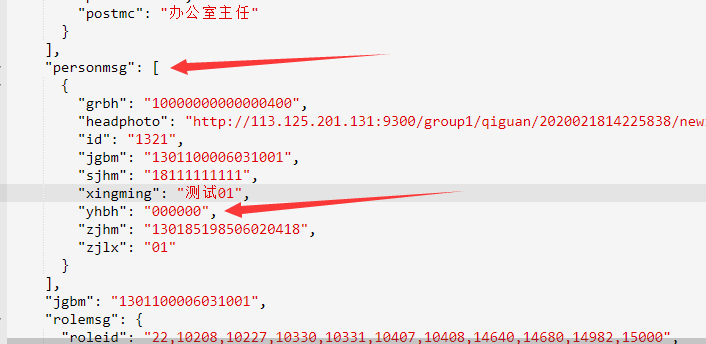 "postmc": "办公室主任"
}
],
"personmsg": [
{
"grbh": "10000000000000400",
"headphoto": "http://113.125.201.131:9300/group1/qiguan/20200218142258​38/new
"id": "1321",
"jgbm": "1301100006031001",
"sjhm": "18111111111",
"xingming": "测试01",
"yhbh": "000000",
"zjhm": "130185198506020418",
"zjlx": "01"
}
],
"jgbm": "1301100006031001",
"rolemsg": {
"roleid": "22,10208,10227,10330,10331,10407,10408,14640,14680,14982,15000",